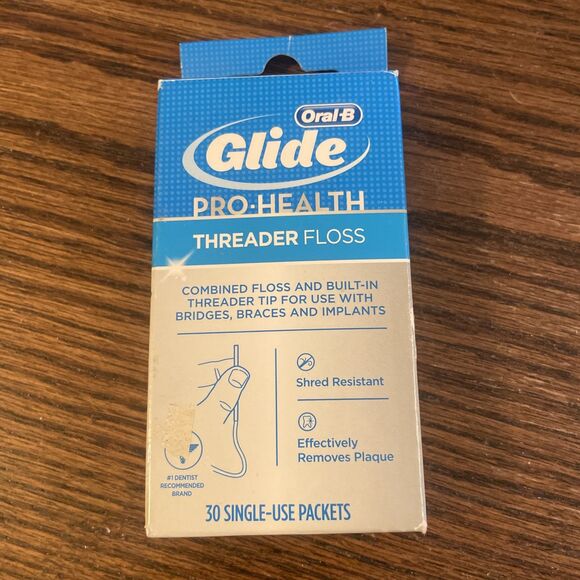 Oral-B
Glide
PRO-HEALTH
THREADER FLOSS
COMBINED FLOSS AND BUILT-IN
THREADER TIP FOR USE WITH
BRIDGES, BRACES AND IMPLANTS
Shred Resistant
Effectively
Removes Plaque
#1 DENTIST
RECOMMENDED
BRAND
30 SINGLE-USE PACKETS